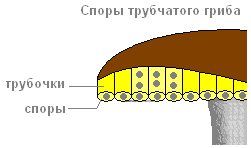 Споры трубчатого гриба
трубочки
споры